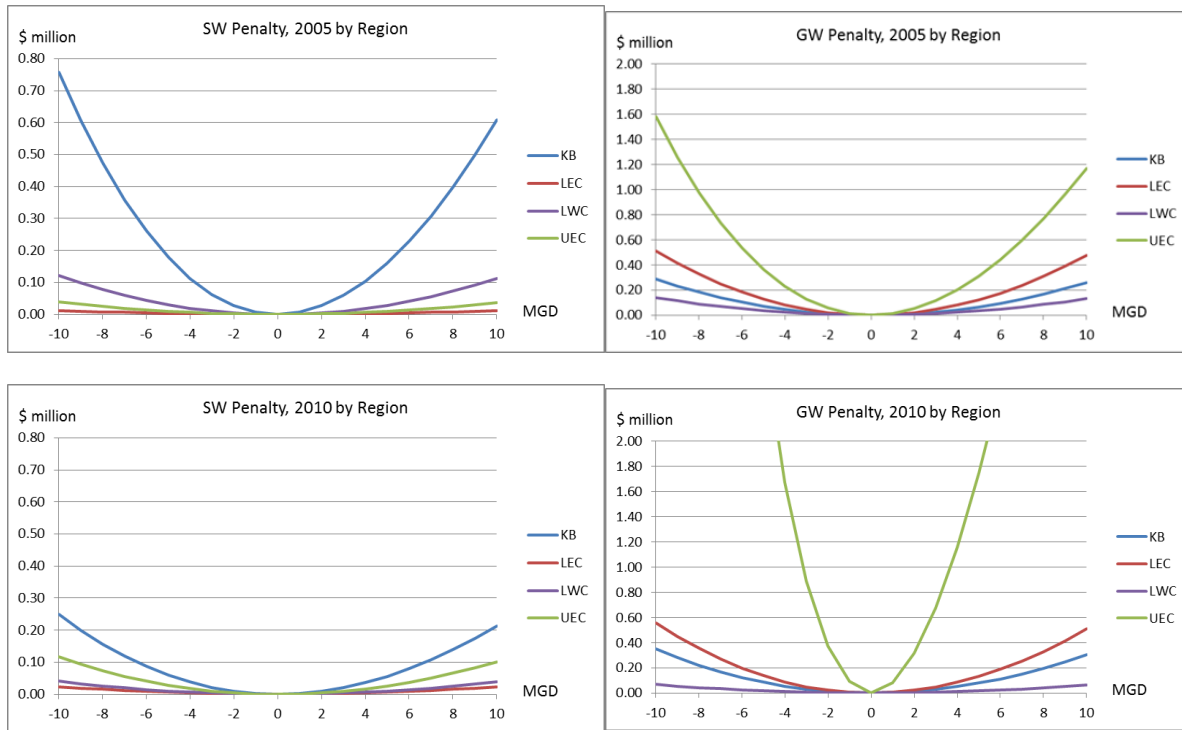 SW Penalty, 2005 by Region
$ million
0.80
0.70
0.60
0.50
0.40
0.30
0.20
0.10
0.00
-10 -8 -6 -4 -2 0 2 4 6 8 10
MGD
KB
LEC
LWC
UEC
GW Penalty, 2005 by Region
$ million
2.00
1.80
1.60
1.40
1.20
1.00
0.80
0.60
0.40
0.20
0.00
-10 -8 -6 -4 -2 0 2 4 6 8 10
MGD
KB
LEC
LWC
UEC
SW Penalty, 2010 by Region
$ million
0.80
0.70
0.60
0.50
0.40
0.30
0.20
0.10
0.00
-10 -8 -6 -4 -2 0 2 4 6 8 10
MGD
KB
LEC
LWC
UEC
GW Penalty, 2010 by Region
$ million
2.00
1.80
1.60
1.40
1.20
1.00
0.80
0.60
0.40
0.20
0.00
-10 -8 -6 -4 -2 0 2 4 6 8 10
MGD
KB
LEC
LWC
UEC